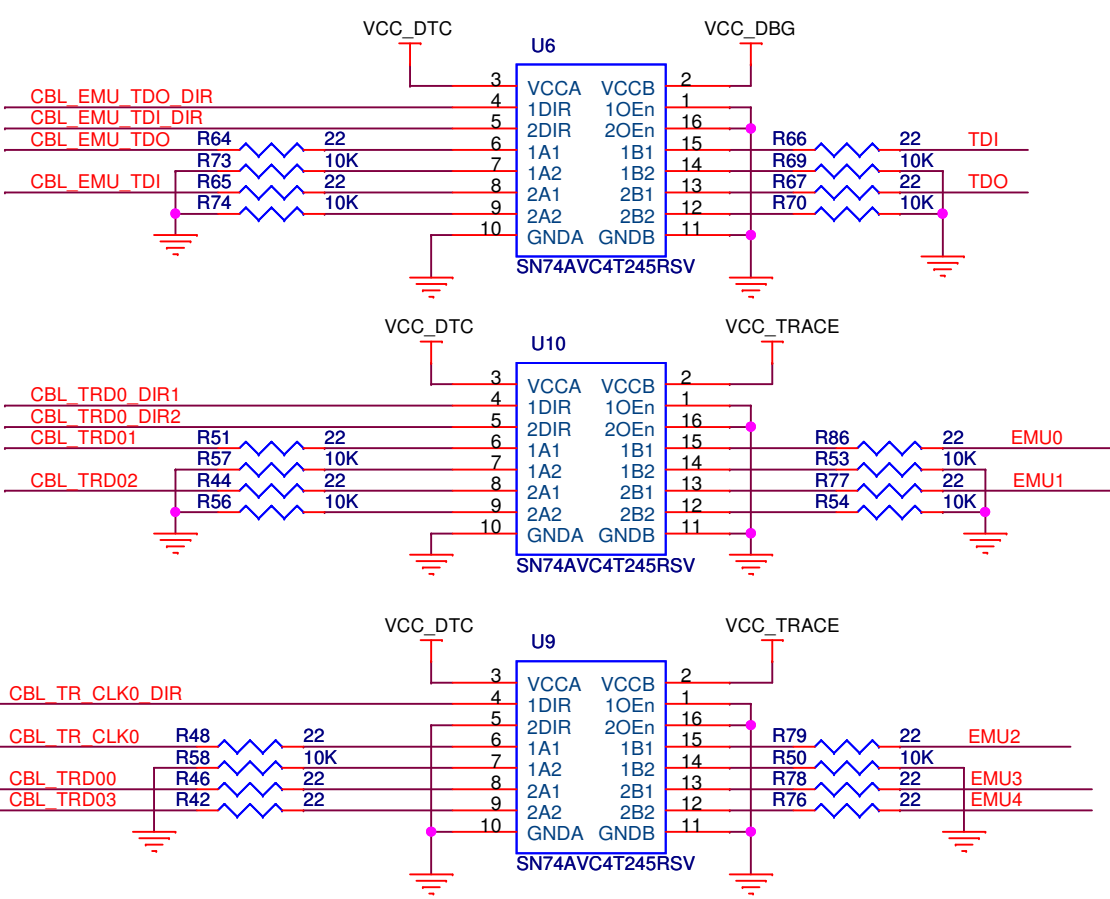 VCC_DTC VCC_DBG
U6
3 VCCA VCCB 2
CBL_EMU_TDO_DIR 4 1DIR 1OEn 1
CBL_EMU_TDI_DIR 5 2DIR 2OEn 16
CBL_EMU_TDO R64 22 6 1A1 1B1 15 R66 22 TDI
R73 10K 7 1A2 1B2 14 R69 10K
CBL_EMU_TDI R65 22 8 2A1 2B1 13 R67 22 TDO
R74 10K 9 2A2 2B2 12 R70 10K
10 GNDA GNDB 11
SN74AVC4T245RSV
VCC_DTC VCC_TRACE
U10
3 VCCA VCCB 2
CBL_TRD0_DIR1 4 1DIR 1OEn 1
CBL_TRD0_DIR2 5 2DIR 2OEn 16
CBL_TRD01 R51 22 6 1A1 1B1 15 R86 22 EMU0
R57 10K 7 1A2 1B2 14 R53 10K
CBL_TRD02 R44 22 8 2A1 2B1 13 R77 22 EMU1
R56 10K 9 2A2 2B2 12 R54 10K
10 GNDA GNDB 11
SN74AVC4T245RSV
VCC_DTC VCC_TRACE
U9
3 VCCA VCCB 2
CBL_TR_CLK0_DIR 4 1DIR 1OEn 1
5 2DIR 2OEn 16
CBL_TR_CLK0 R48 22 6 1A1 1B1 15 R79 22 EMU2
R58 10K 7 1A2 1B2 14 R50 10K
CBL_TRD00 R46 22 8 2A1 2B1 13 R78 22 EMU3
CBL_TRD03 R42 22 9 2A2 2B2 12 R76 22 EMU4
10 GNDA GNDB 11
SN74AVC4T245RSV